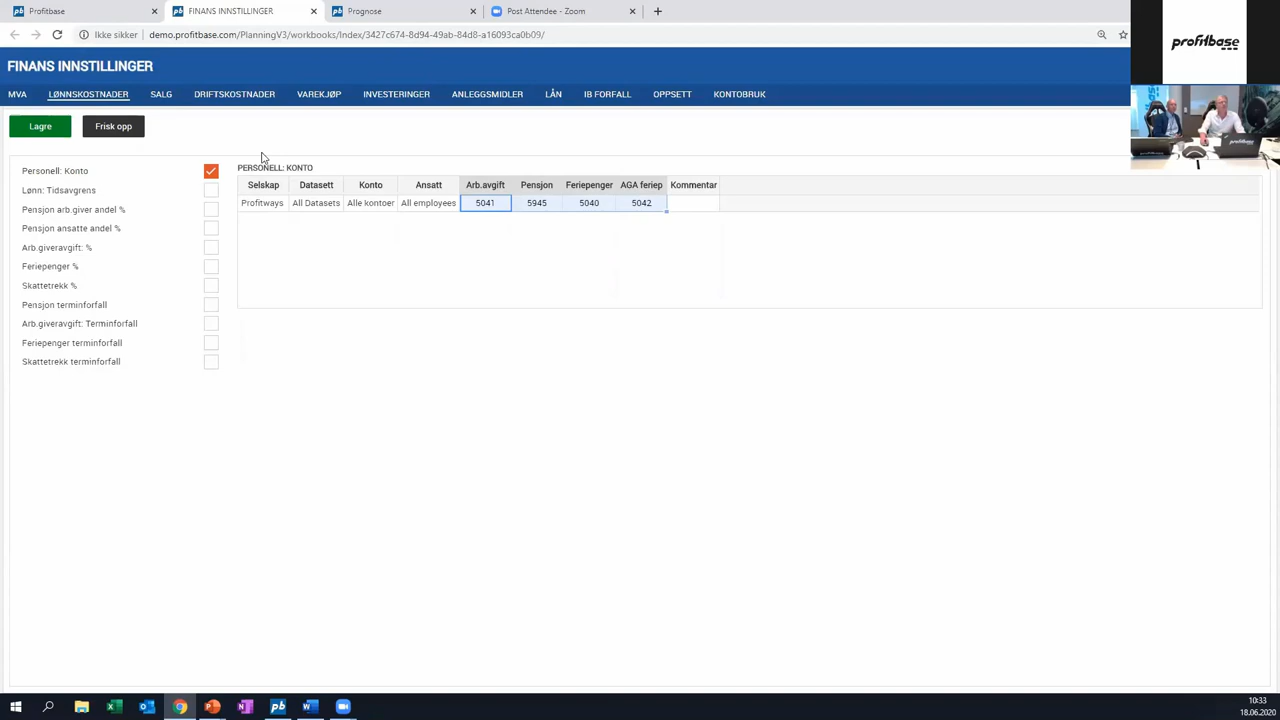 Profitbase
FINANS INNSTILLINGER
Prognose
Post Attendee - Zoom
Ikke sikker
demo.profitbase.com/PlanningV3/workbooks/Index/3427c674-8d94-49ab-84d8-a16093ca0b09/
FINANS INNSTILLINGER
MVA LØNNSKOSTNADER SALG DRIFTSKOSTNADER VAREKJØP INVESTERINGER ANLEGGSMIDLER LÅN IB FORFALL OPPSETT KONTOBRUK
Lagre Frisk opp
Personell: Konto
Lønn: Tidsavgrens
Pensjon arb.giver andel %
Pensjon ansatte andel %
Arb.giveravgift: %
Feriepenger %
Skattetrekk %
Pensjon terminforfall
Arb.giveravgift: Terminforfall
Feriepenger terminforfall
Skattetrekk terminforfall
PERSONELL: KONTO
Selskap Datasett Konto Ansatt Arb.avgift Pensjon Feriepenger AGA feriep Kommentar
Profitways All Datasets Alle kontoer All employees 5041 5945 5040 5042
profitbase
10:33
18.06.2020